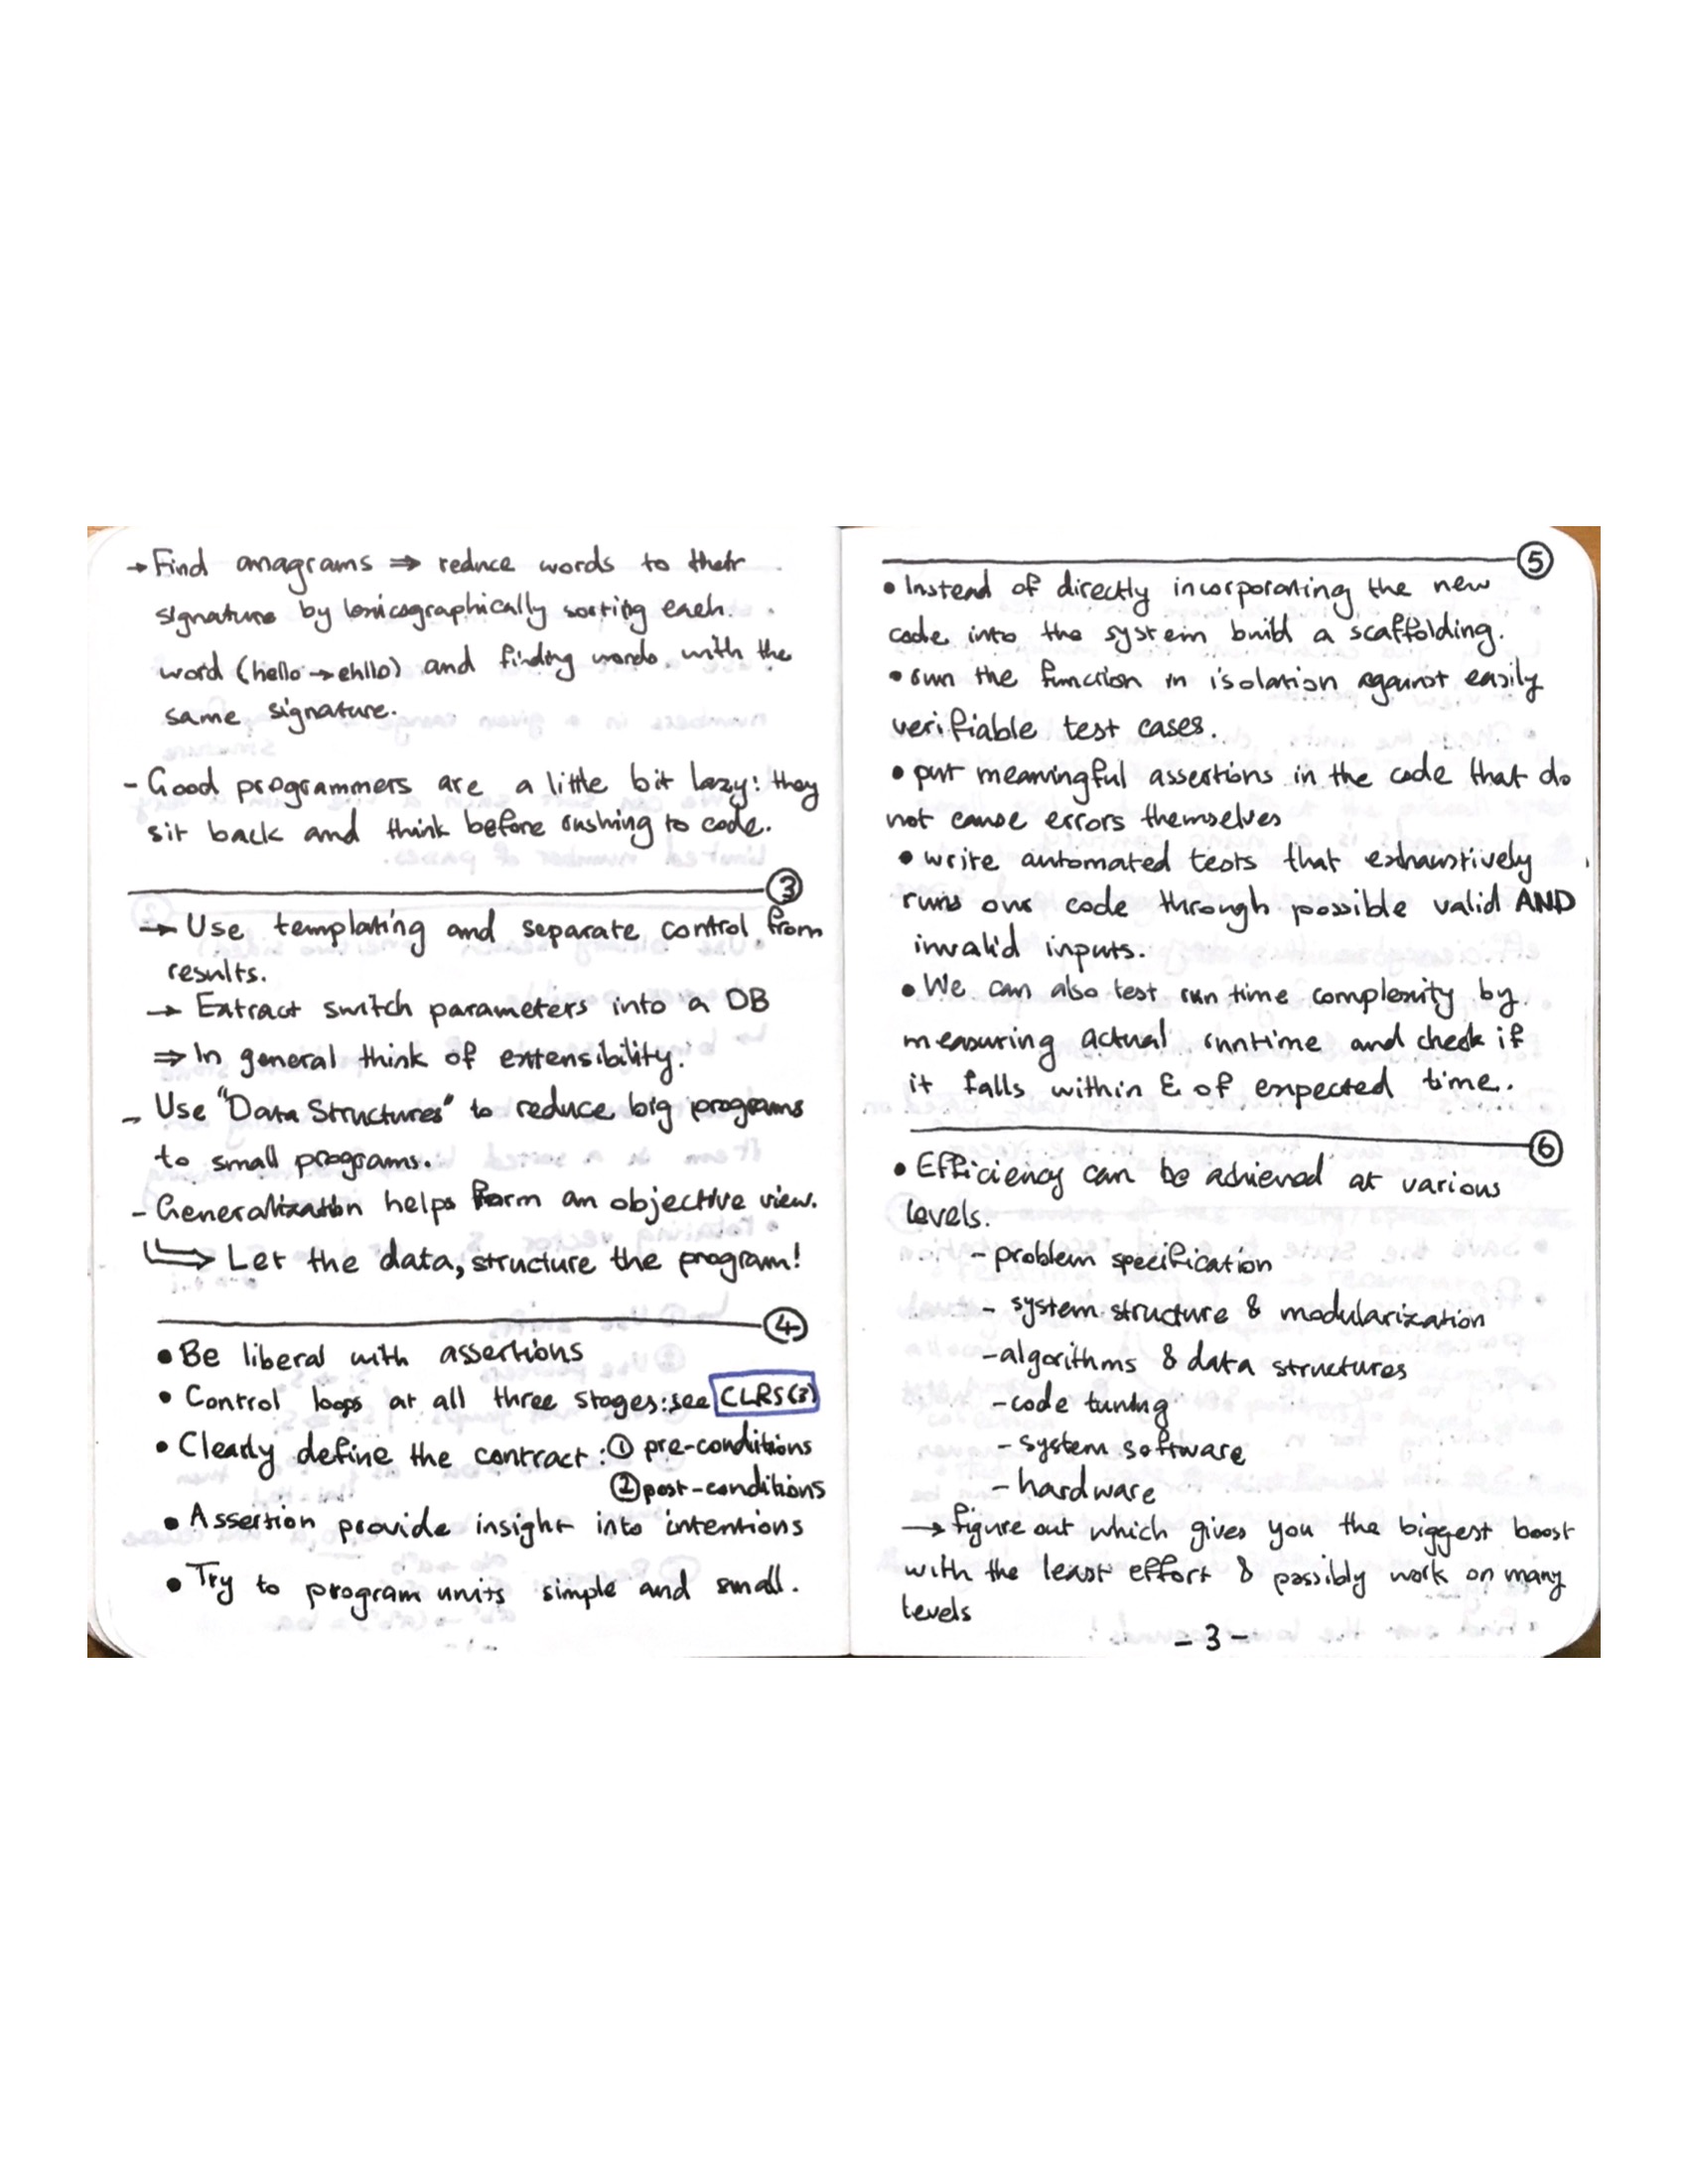 → Find anagrams ⇒ reduce words to their
signature by lexicographically sorting each
word (hello → ehllo) and finding words with the
same signature.
- Good programmers are a little bit lazy: they
sit back and think before rushing to code.
③
→ Use templating and separate control from
results.
→ Extract switch parameters into a DB
⇒ In general think of extensibility.
- Use "Data Structures" to reduce big programs
to small programs.
- Generalization helps form an objective view.
↳ Let the data, structure the program!
④
• Be liberal with assertions
• Control loops at all three stages: see CLRS(3)
• Clearly define the contract: ① pre-conditions
② post-conditions
• Assertion provide insight into intentions
• Try to program units simple and small.
⑤
• Instead of directly incorporating the new
code into the system build a scaffolding.
• run the function in isolation against easily
verifiable test cases.
• put meaningful assertions in the code that do
not cause errors themselves
• write automated tests that exhaustively
runs our code through possible valid AND
invalid inputs.
• We can also test run time complexity by
measuring actual runtime and check if
it falls within ε of expected time.
⑥
• Efficiency can be achieved at various
levels.
- problem specification
- system structure & modularization
- algorithms & data structures
- code tuning
- system software
- hardware
→ figure out which gives you the biggest boost
with the least effort & possibly work on many
levels
- 3 -